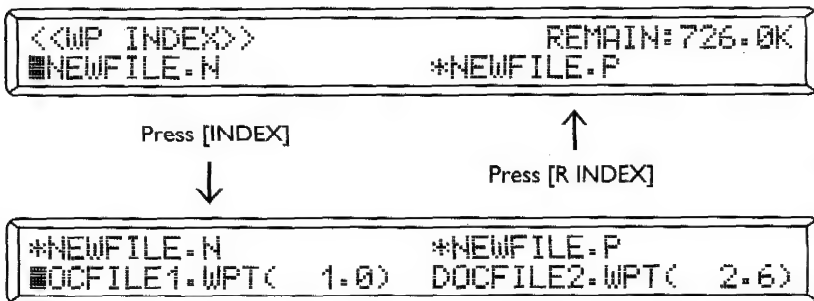 <<WP INDEX>> REMAIN:726.0K
█NEWFILE.N *NEWFILE.P
Press [INDEX]
Press [R INDEX]
*NEWFILE.N *NEWFILE.P
█OCFILE1.WPT( 1.0) DOCFILE2.WPT( 2.6)